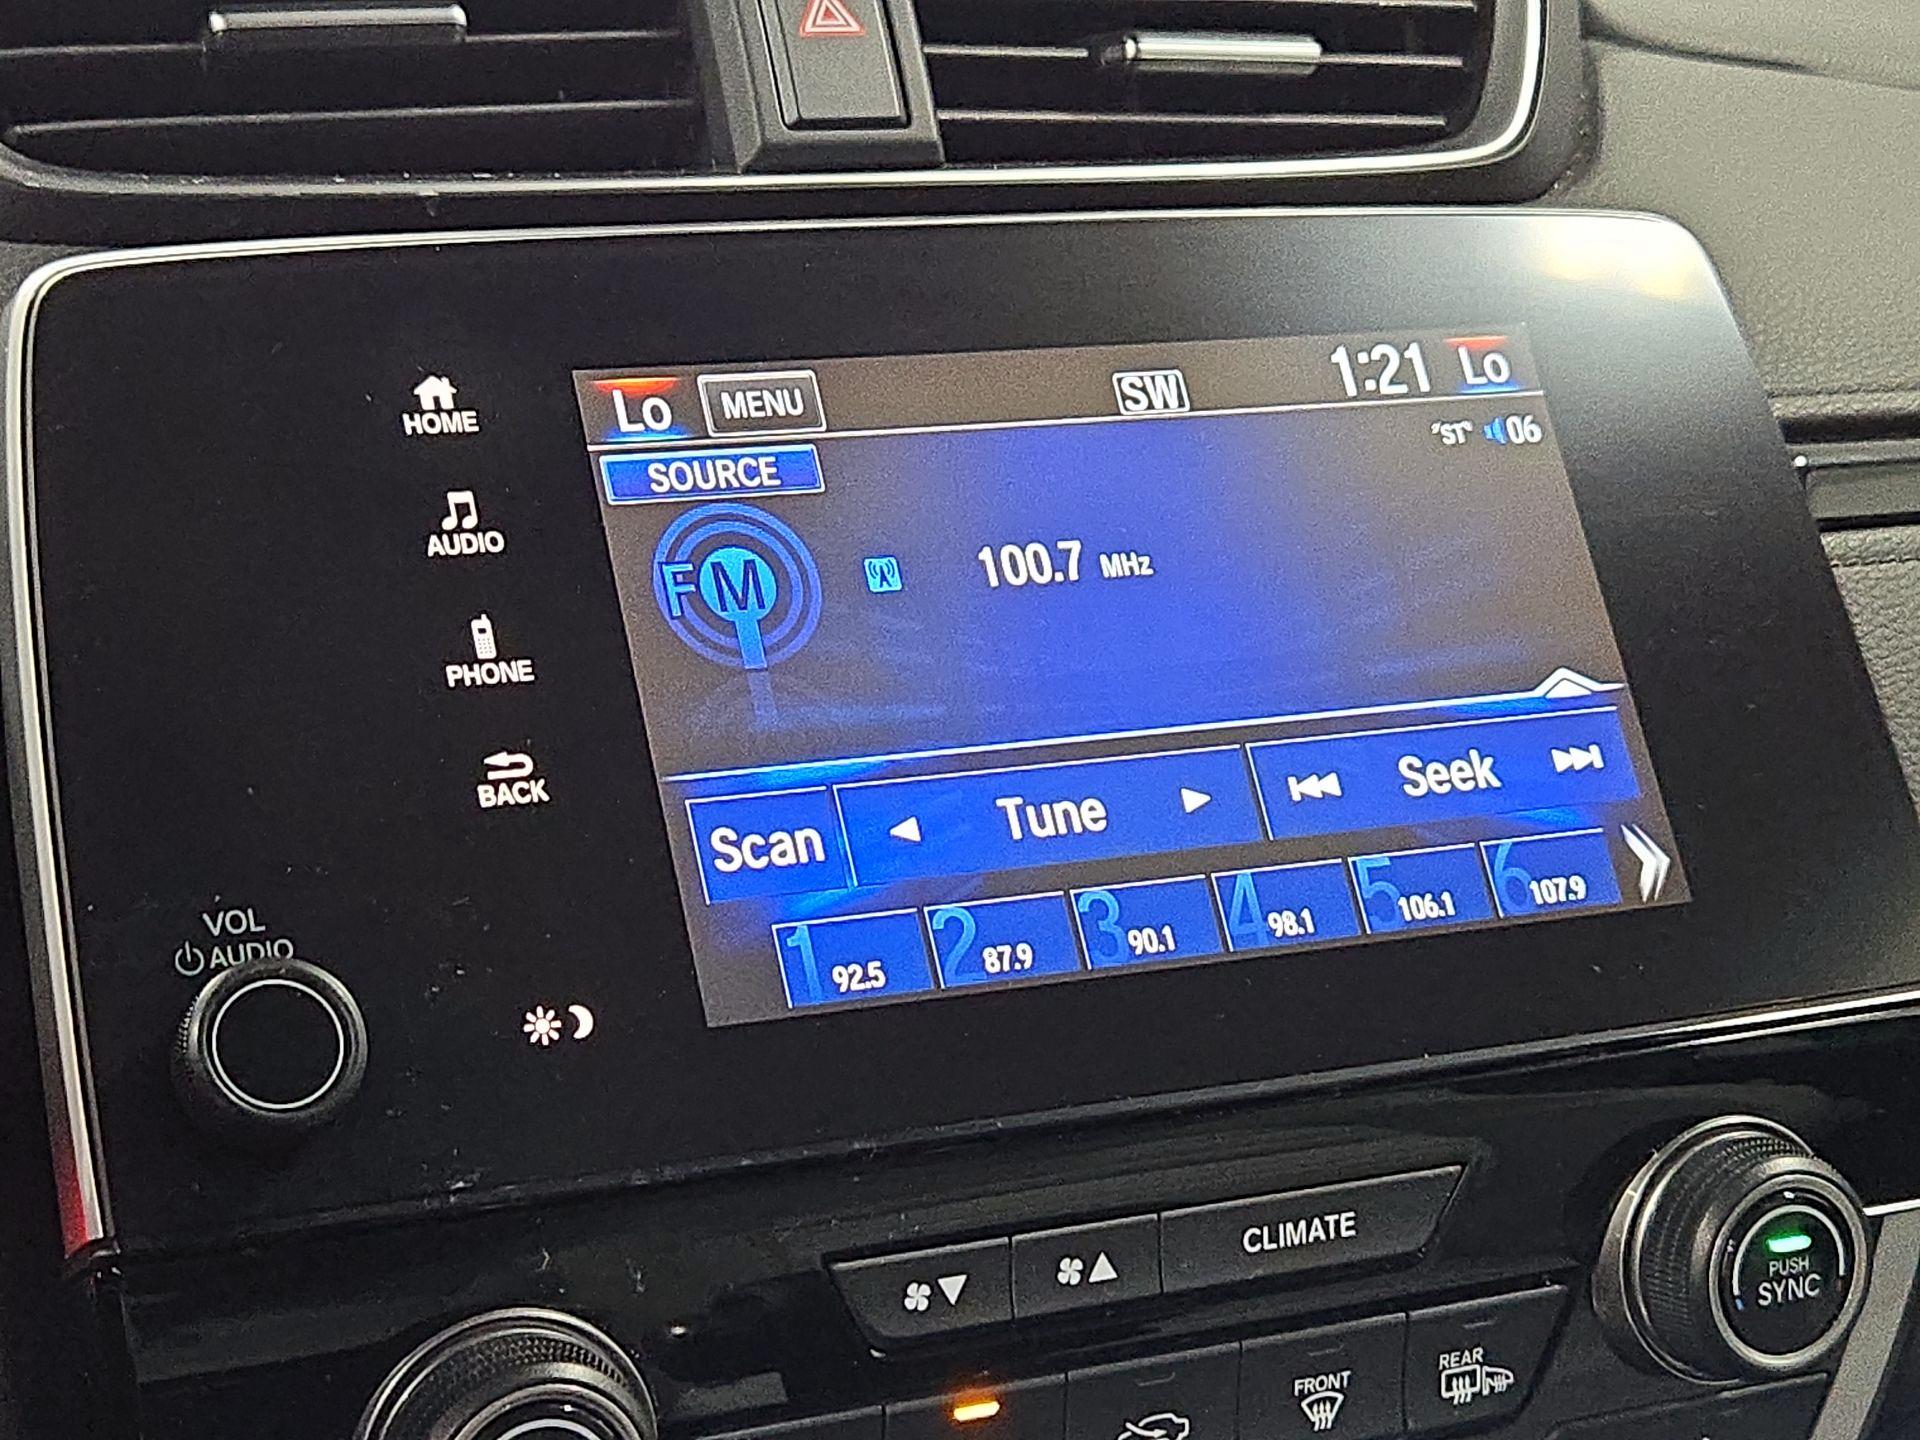 HOME
AUDIO
PHONE
BACK
VOL
AUDIO
Lo MENU SW 1:21 Lo
"ST" 06
SOURCE
FM 100.7 MHz
Scan Tune Seek
1 92.5 2 87.9 3 90.1 4 98.1 5 106.1 6 107.9
CLIMATE
PUSH
SYNC
FRONT
REAR